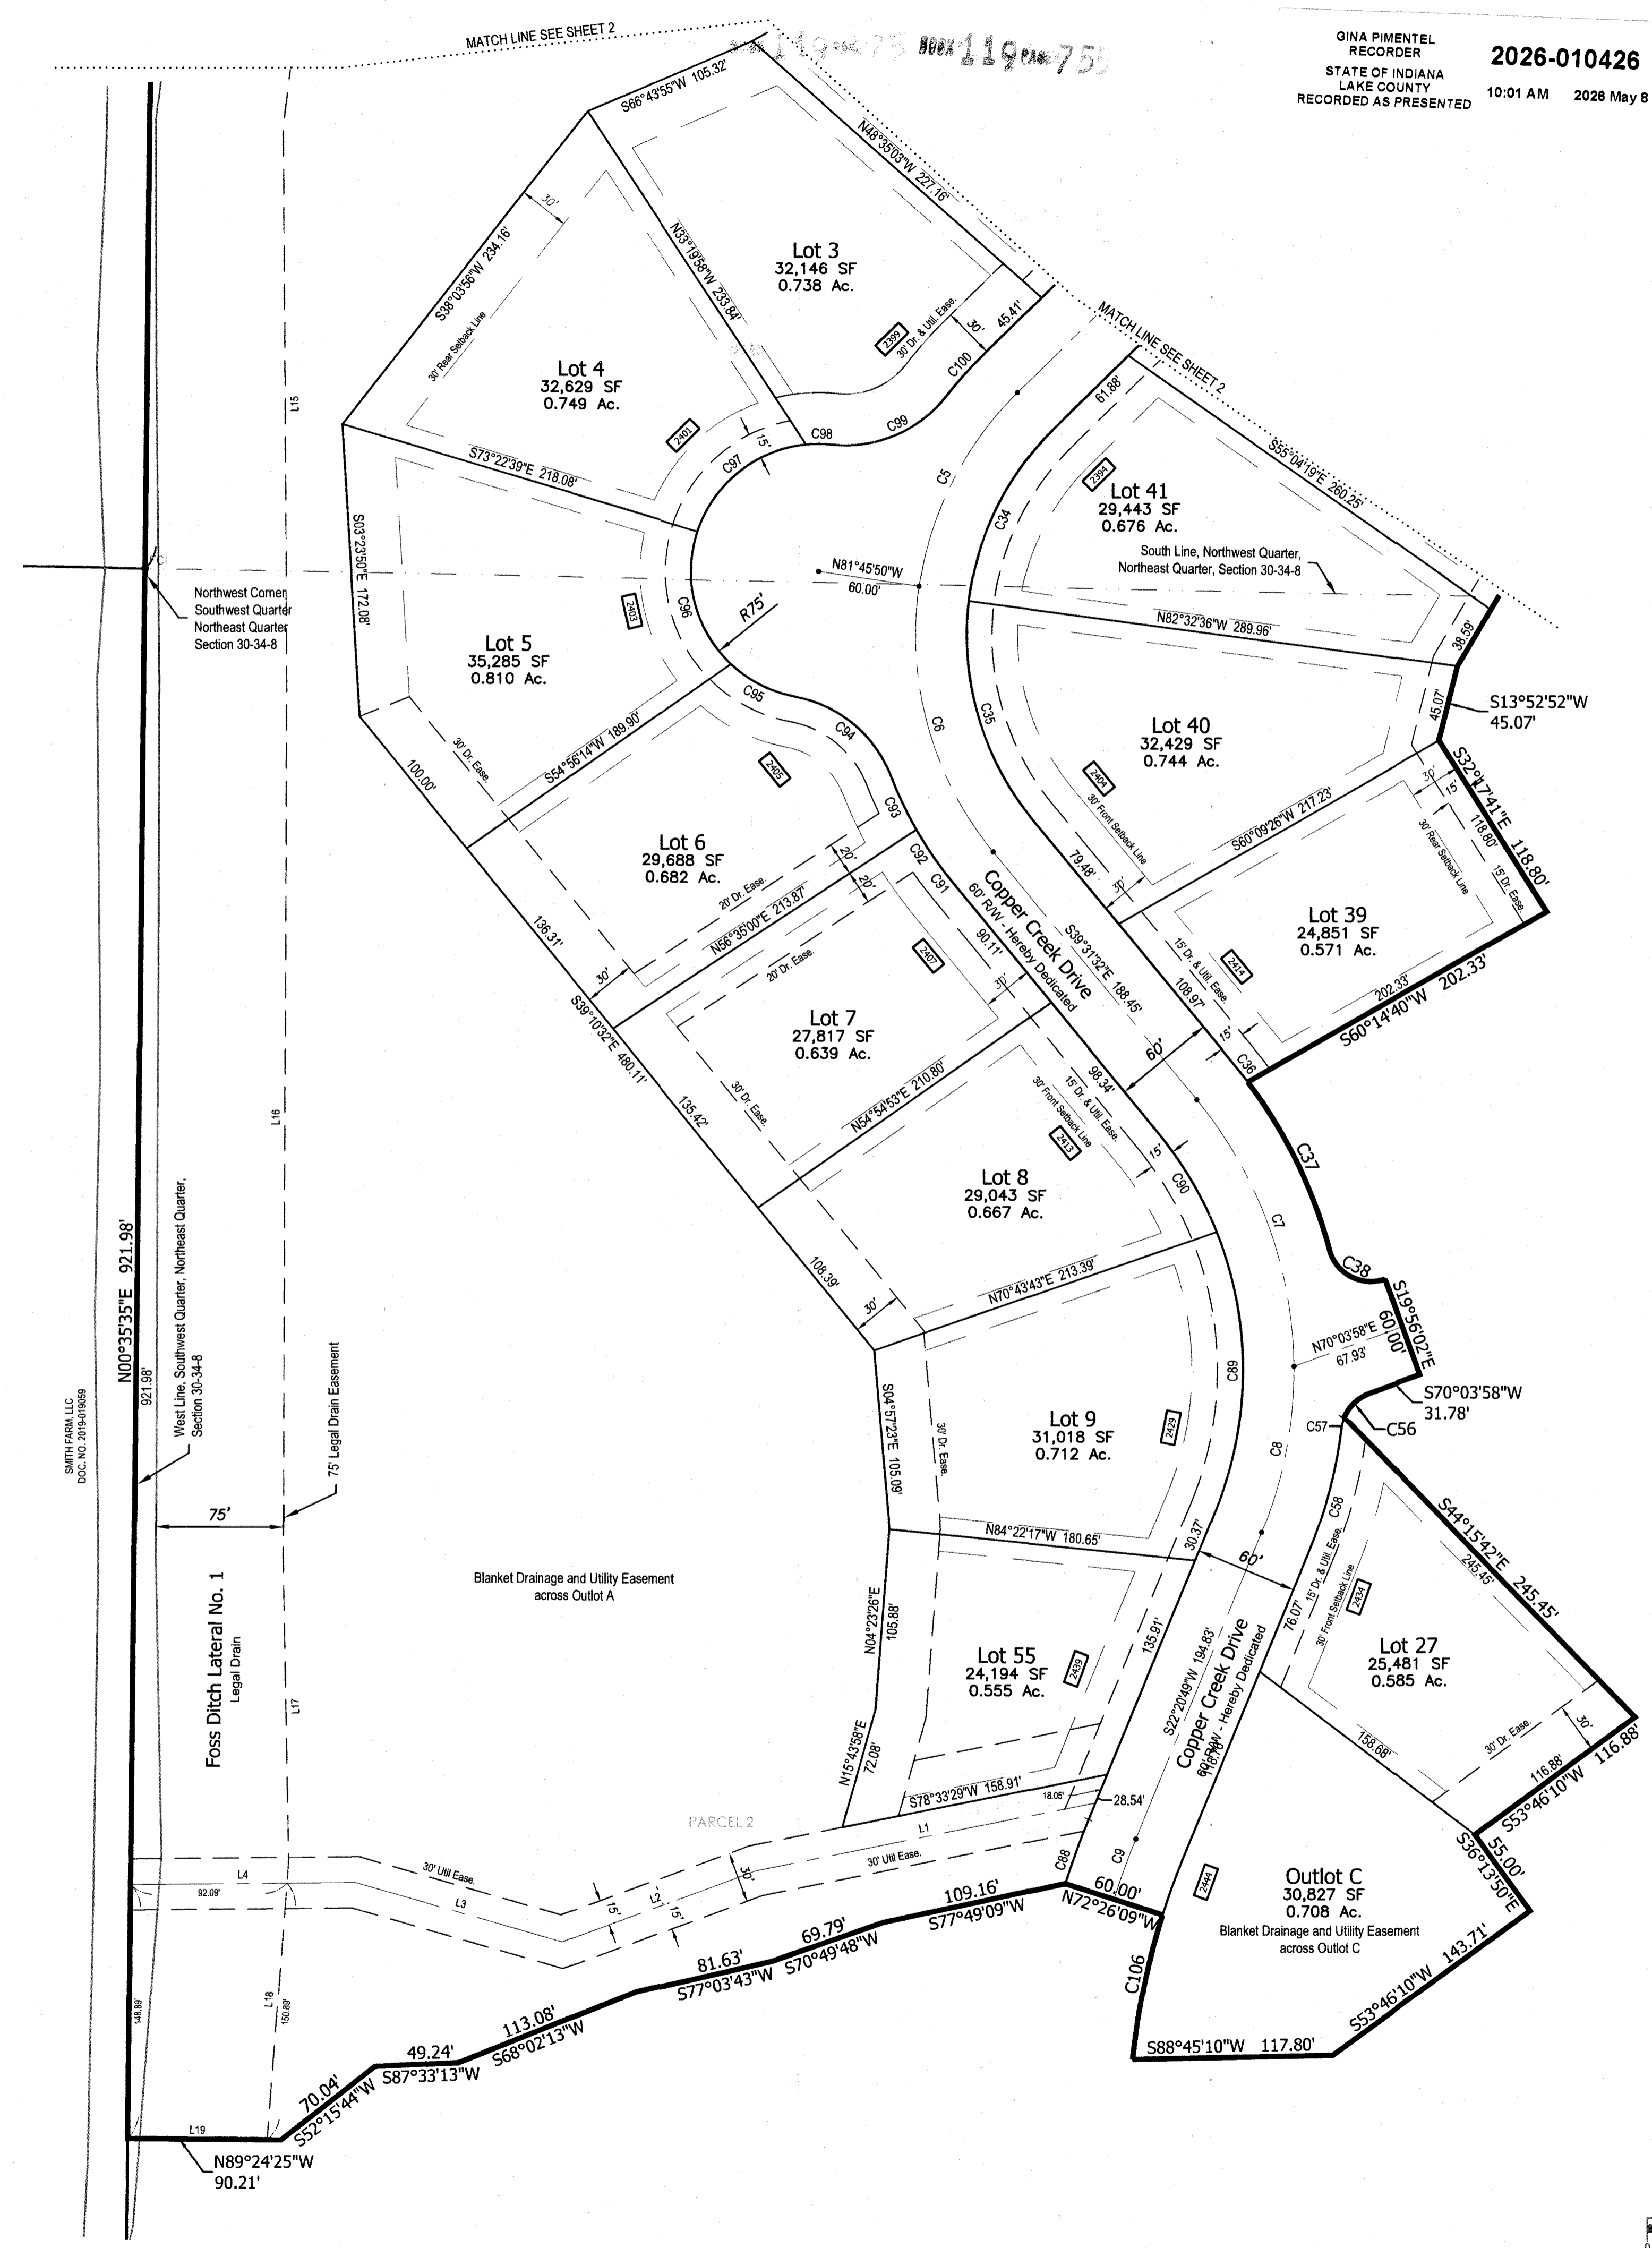 MATCH LINE SEE SHEET 2
BOOK 119 PAGE 755
GINA PIMENTEL
RECORDER
STATE OF INDIANA
LAKE COUNTY
RECORDED AS PRESENTED
2026-010426
10:01 AM 2026 May 8
S66°43'55"W 105.32'
N48°35'03"W 227.16'
30'
S38°03'56"W 234.16'
30' Rear Setback Line
N33°19'58"W 233.84'
Lot 3
32,146 SF
0.738 Ac.
2399
30' Dr. & Util. Ease.
30'
45.41'
C100
C99
C98
MATCH LINE SEE SHEET 2
Lot 4
32,629 SF
0.749 Ac.
2401
15'
C97
L15
S73°22'39"E 218.08'
C5
61.88'
C34
2394
Lot 41
29,443 SF
0.676 Ac.
S55°04'19"E 260.25'
South Line, Northwest Quarter,
Northeast Quarter, Section 30-34-8
S03°23'50"E 172.08'
Northwest Corner
Southwest Quarter
Northeast Quarter
Section 30-34-8
N81°45'50"W
60.00'
R75'
C96
2403
Lot 5
35,285 SF
0.810 Ac.
N82°32'36"W 289.96'
38.59'
45.07'
S13°52'52"W
45.07'
C95
C94
C6
C35
Lot 40
32,429 SF
0.744 Ac.
2404
30' Front Setback Line
30' Dr. Ease.
S54°56'14"W 189.90'
100.00'
2405
C93
Lot 6
29,688 SF
0.682 Ac.
20'
20'
20' Dr. Ease.
N56°35'00"E 213.87'
20' Dr. Ease.
136.31'
30'
C92
C91
90.11'
30'
Copper Creek Drive
60' R/W - Hereby Dedicated
S39°31'32"E 188.45'
79.48'
30'
S60°09'26"W 217.23'
S32°17'41"E 118.80'
30'
15'
118.80'
30' Rear Setback Line
15' Dr. Ease.
Lot 39
24,851 SF
0.571 Ac.
2414
15' Dr. & Util. Ease.
108.97'
202.33'
S60°14'40"W 202.33'
15'
C36
60'
S39°10'32"E 480.11'
2407
Lot 7
27,817 SF
0.639 Ac.
30' Dr. Ease.
135.42'
N54°54'53"E 210.80'
98.34'
15' Dr. & Util. Ease.
30' Front Setback Line
2413
15'
C90
L16
C37
C7
C38
Lot 8
29,043 SF
0.667 Ac.
108.39'
30'
N70°43'43"E 213.39'
S19°56'02"E
60.00'
N70°03'58"E
67.93'
S70°03'58"W
31.78'
C56
C57
N00°35'35"E 921.98'
921.98'
West Line, Southwest Quarter, Northeast Quarter,
Section 30-34-8
SMITH FARM, LLC
DOC. NO. 2019-019059
75' Legal Drain Easement
75'
C89
C8
S04°57'23"E 105.09'
30' Dr. Ease.
Lot 9
31,018 SF
0.712 Ac.
2429
C58
S44°15'42"E 245.45'
245.45'
N84°22'17"W 180.65'
30.37'
60'
15' Dr. & Util. Ease.
30' Front Setback Line
2434
76.07'
Blanket Drainage and Utility Easement
across Outlot A
Foss Ditch Lateral No. 1
Legal Drain
L17
N04°23'26"E
105.88'
Lot 55
24,194 SF
0.555 Ac.
2439
135.91'
S22°20'49"W 194.83'
Copper Creek Drive
60' R/W - Hereby Dedicated
Lot 27
25,481 SF
0.585 Ac.
158.68'
30' Dr. Ease.
30'
116.88'
S53°46'10"W 116.88'
N15°43'58"E
72.08'
S78°33'29"W 158.91'
18.05'
28.54'
PARCEL 2
L1
30' Util Ease.
30'
L2
15'
15'
L3
30' Util Ease.
L4
92.09'
C88
C9
60.00'
N72°26'09"W
2444
Outlot C
30,827 SF
0.708 Ac.
Blanket Drainage and Utility Easement
across Outlot C
S36°13'50"E
55.00'
S53°46'10"W 143.71'
C106
S88°45'10"W 117.80'
109.16'
S77°49'09"W
69.79'
S70°49'48"W
81.63'
S77°03'43"W
113.08'
S68°02'13"W
49.24'
S87°33'13"W
70.04'
S52°15'44"W
148.89'
L18
150.89'
L19
N89°24'25"W
90.21'